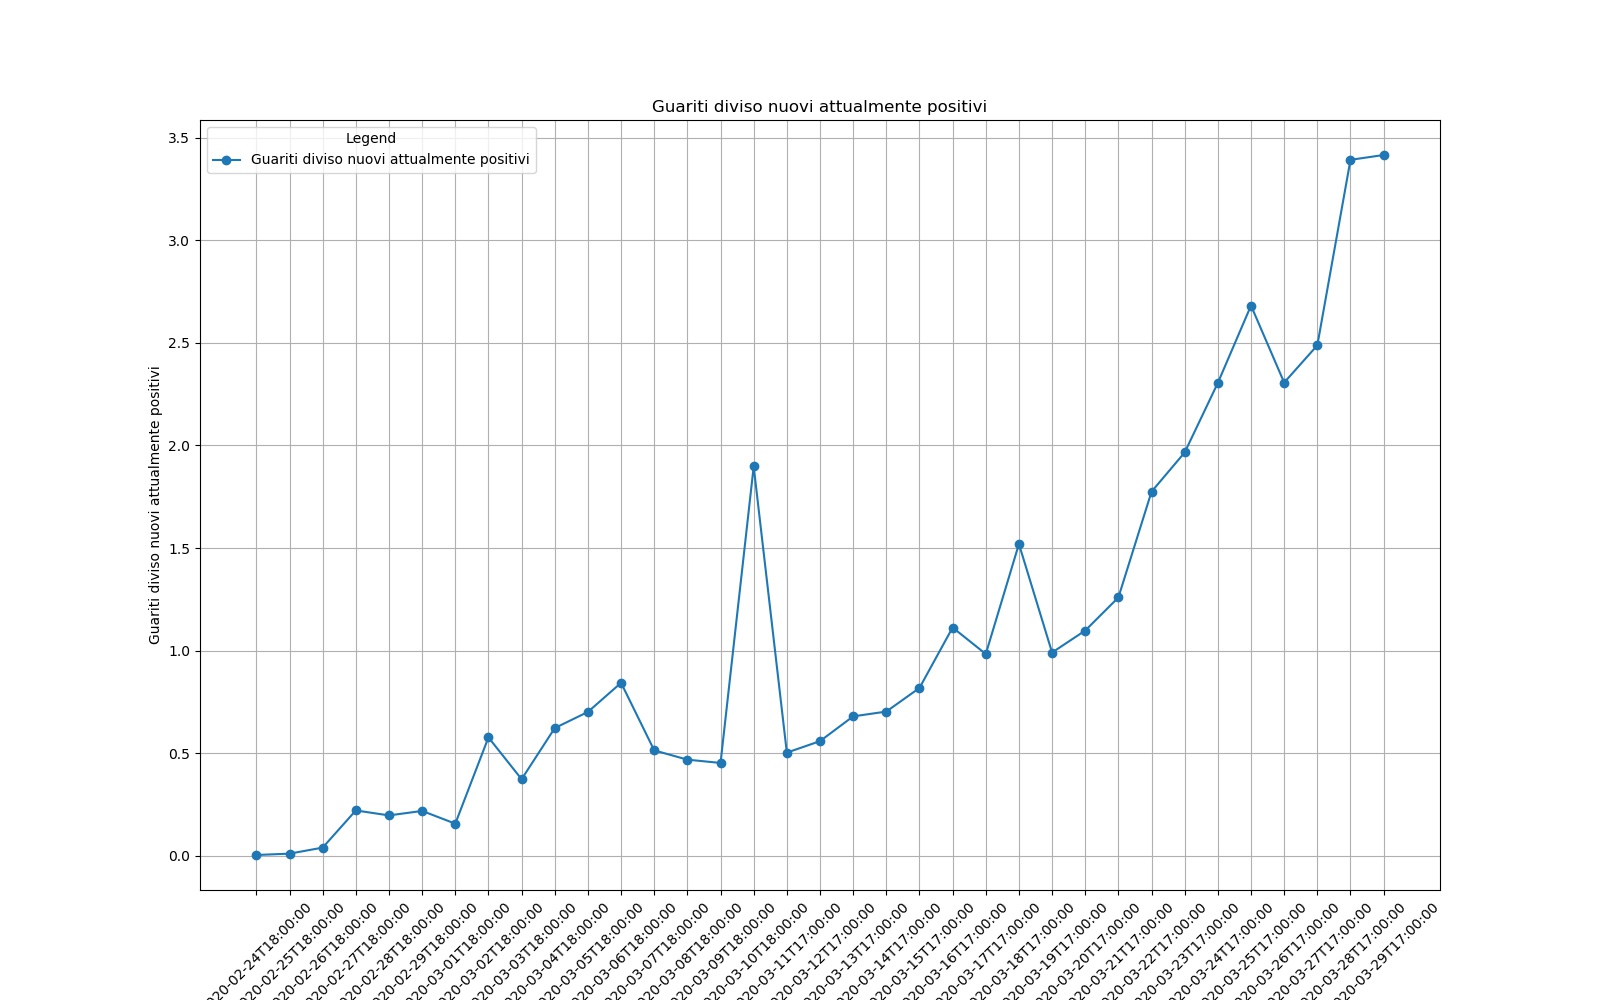 Guariti diviso nuovi attualmente positivi
Legend
Guariti diviso nuovi attualmente positivi
Guariti diviso nuovi attualmente positivi
3.5
3.0
2.5
2.0
1.5
1.0
0.5
0.0
020-02-24T18:00:00
020-02-25T18:00:00
020-02-26T18:00:00
020-02-27T18:00:00
020-02-28T18:00:00
020-02-29T18:00:00
020-03-01T18:00:00
020-03-02T18:00:00
020-03-03T18:00:00
020-03-04T18:00:00
020-03-05T18:00:00
020-03-06T18:00:00
020-03-07T18:00:00
020-03-08T18:00:00
020-03-09T18:00:00
020-03-10T18:00:00
020-03-11T17:00:00
020-03-12T17:00:00
020-03-13T17:00:00
020-03-14T17:00:00
020-03-15T17:00:00
020-03-16T17:00:00
020-03-17T17:00:00
020-03-18T17:00:00
020-03-19T17:00:00
020-03-20T17:00:00
020-03-21T17:00:00
020-03-22T17:00:00
020-03-23T17:00:00
020-03-24T17:00:00
020-03-25T17:00:00
020-03-26T17:00:00
020-03-27T17:00:00
020-03-28T17:00:00
020-03-29T17:00:00